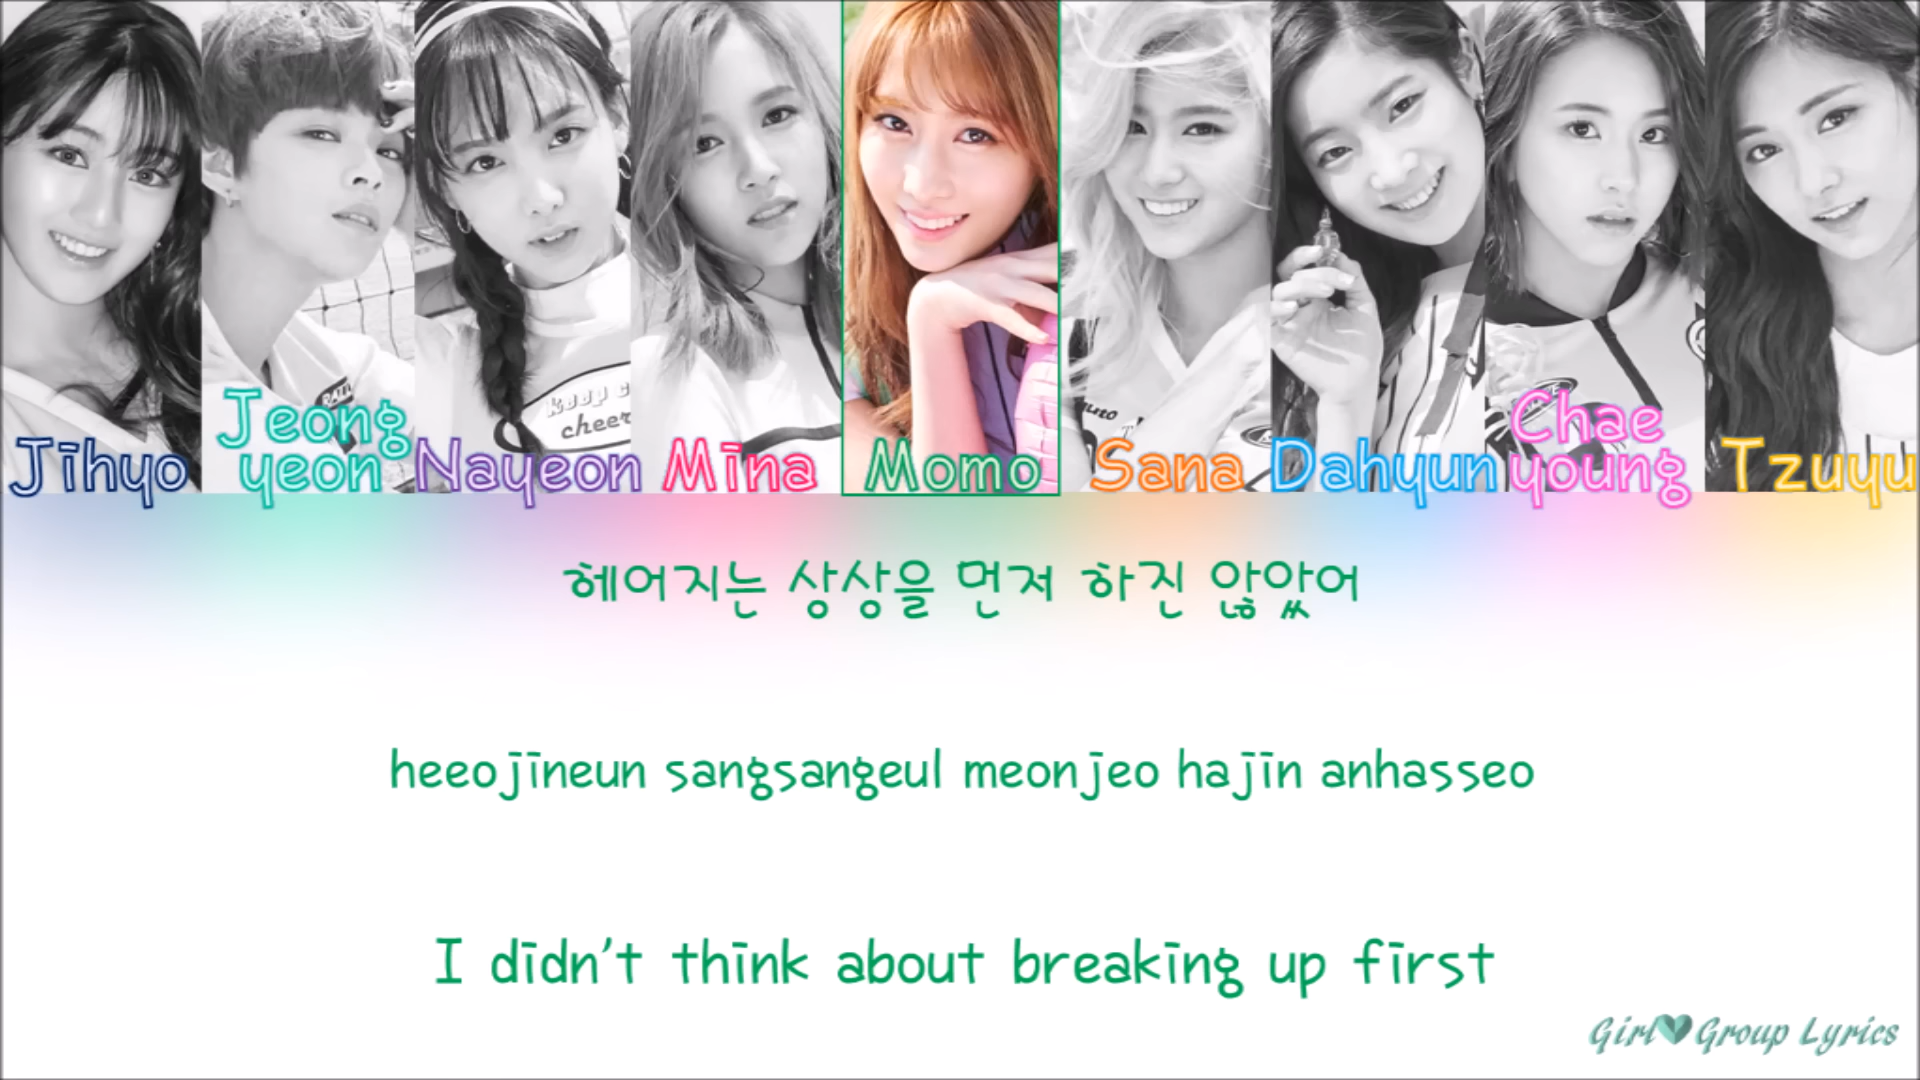 Jihyo
Jeong
yeon
Nayeon
Mina
Momo
Sana
Dahyun
Chae
young
Tzuyu
헤어지는 상상을 먼저 하진 않았어
heeojineun sangsangeul meonjeo hajin anhasseo
I didn't think about breaking up first
Girl Group Lyrics